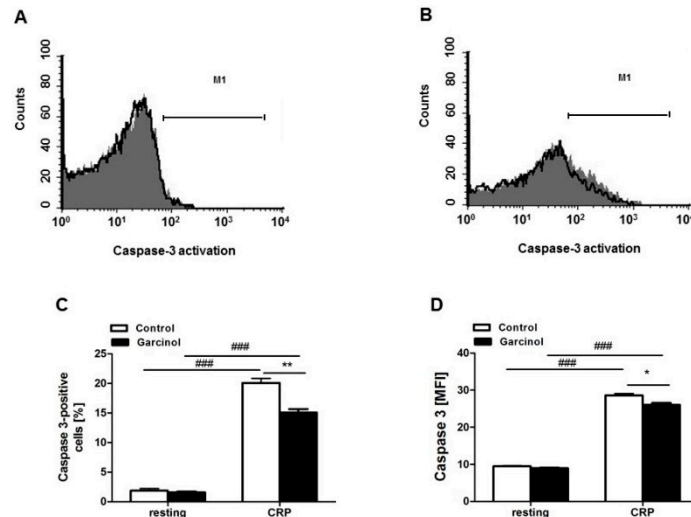 A
100
80
60
40
20
0
Counts
M1
10⁰ 10¹ 10² 10³ 10⁴
Caspase-3 activation
B
100
80
60
40
20
0
Counts
M1
10⁰ 10¹ 10² 10³ 10⁴
Caspase-3 activation
C
Control
Garcinol
###
###
**
25
20
15
10
5
0
Caspase 3-positive
cells [%]
resting CRP
D
Control
Garcinol
###
###
*
40
30
20
10
0
Caspase 3 [MFI]
resting CRP